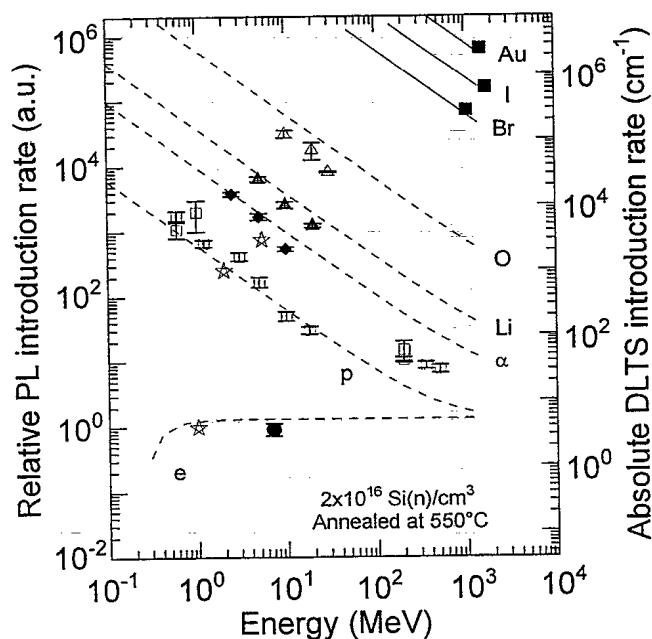 Relative PL introduction rate (a.u.)
10^6
10^4
10^2
10^0
10^-2
Au
I
Br
O
Li
α
p
e
2x10^16 Si(n)/cm^3
Annealed at 550°C
10^6
10^4
10^2
10^0
Absolute DLTS introduction rate (cm^-1)
10^-1 10^0 10^1 10^2 10^3 10^4
Energy (MeV)